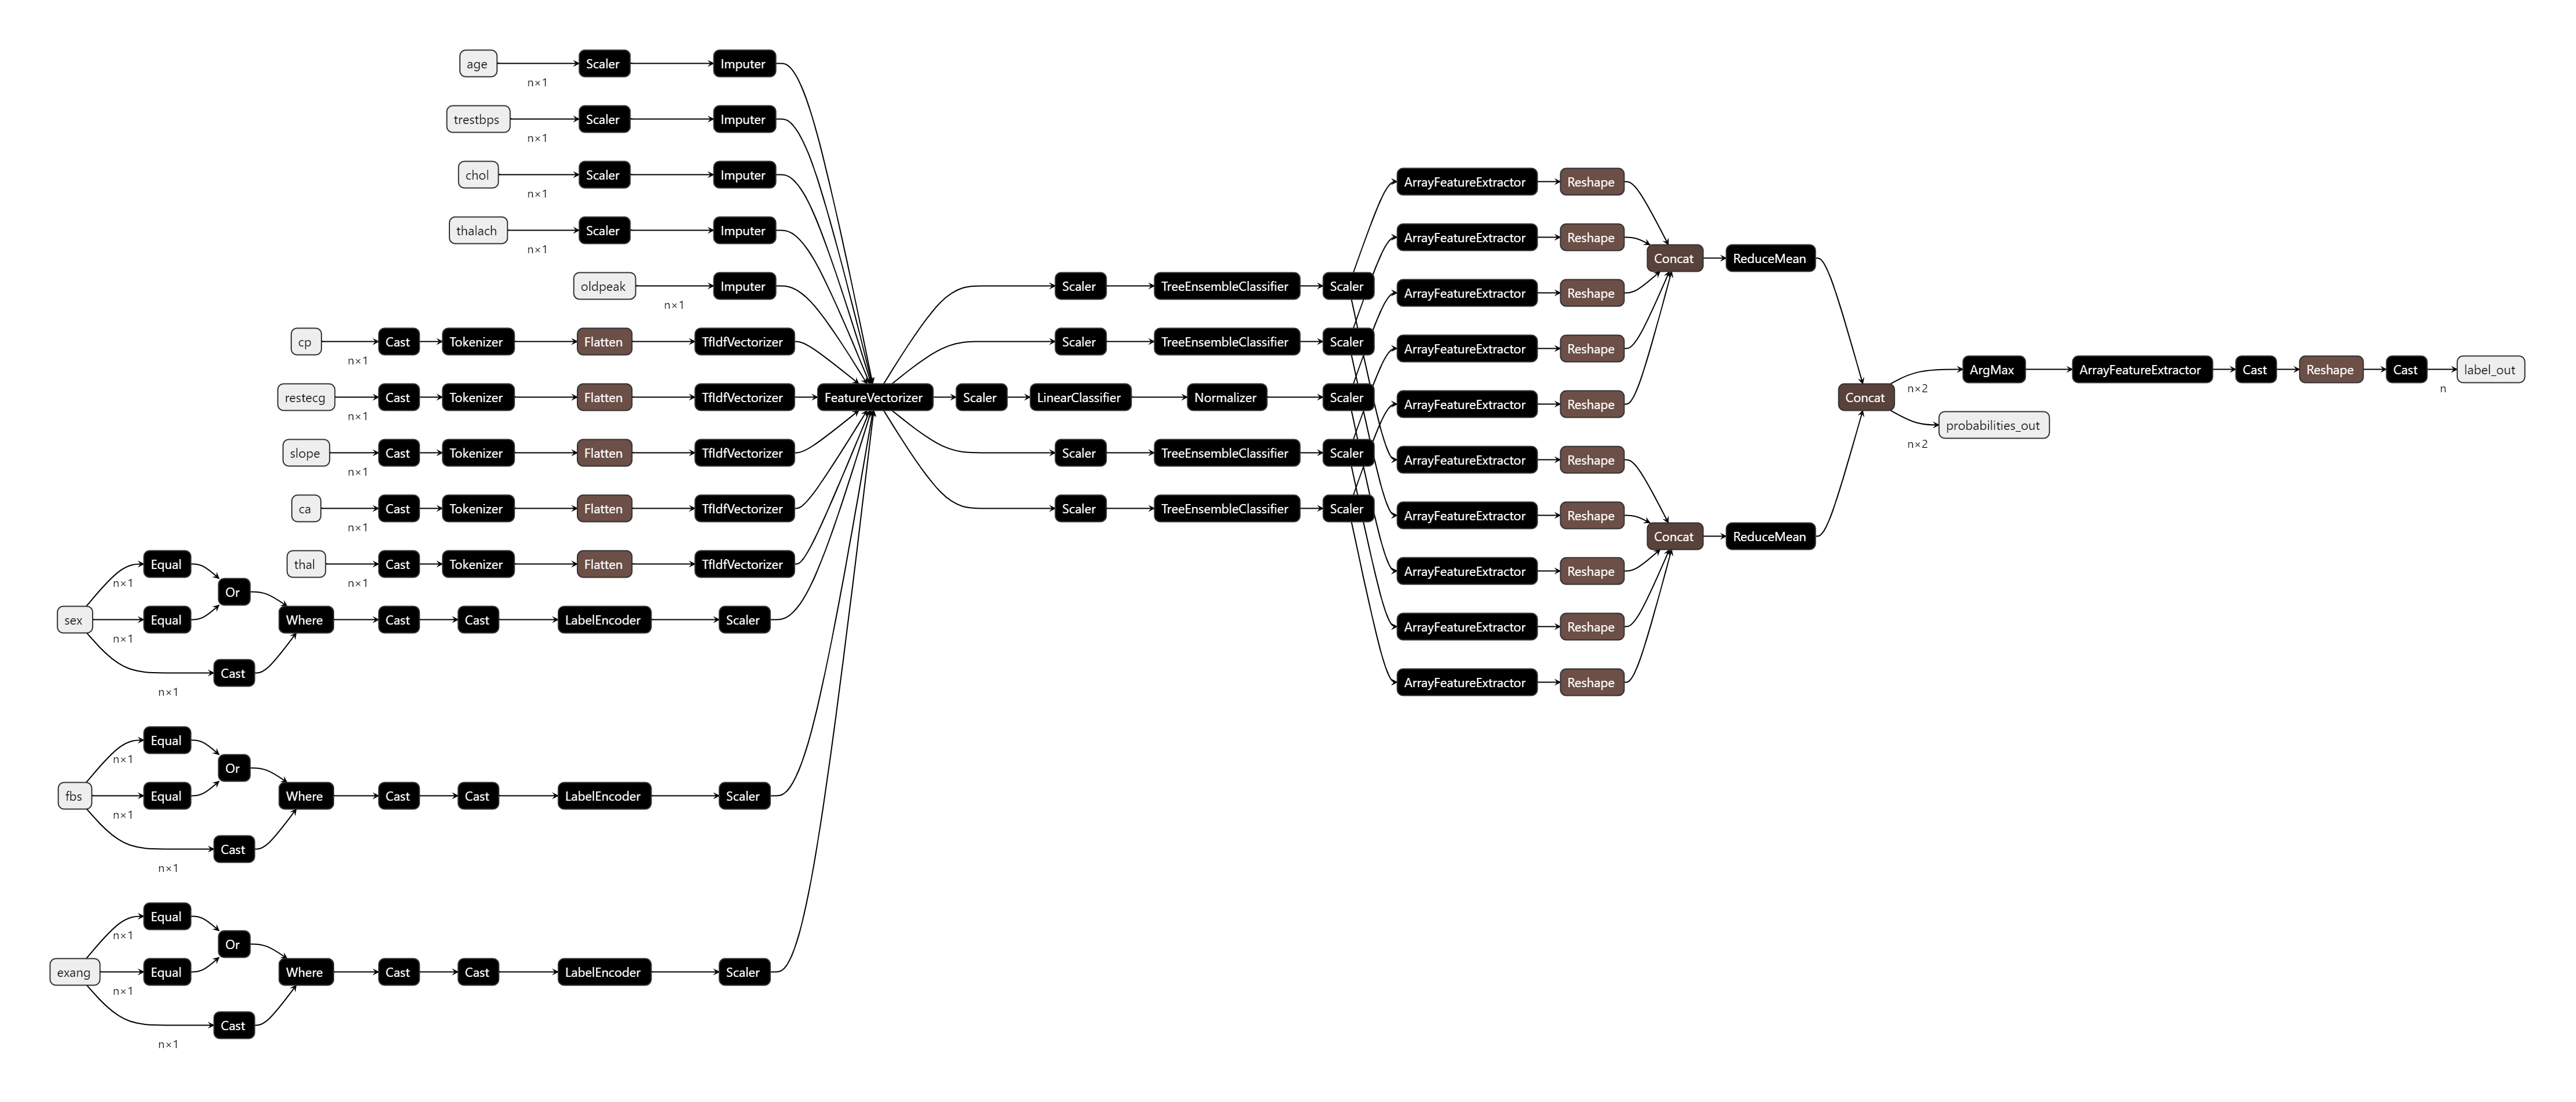 age
n×1
Scaler
Imputer
trestbps
n×1
Scaler
Imputer
chol
n×1
Scaler
Imputer
thalach
n×1
Scaler
Imputer
oldpeak
n×1
Imputer
cp
n×1
Cast
Tokenizer
Flatten
TfIdfVectorizer
restecg
n×1
Cast
Tokenizer
Flatten
TfIdfVectorizer
slope
n×1
Cast
Tokenizer
Flatten
TfIdfVectorizer
ca
n×1
Cast
Tokenizer
Flatten
TfIdfVectorizer
thal
n×1
Cast
Tokenizer
Flatten
TfIdfVectorizer
sex
n×1
Equal
n×1
Equal
Or
n×1
Cast
Where
Cast
Cast
LabelEncoder
Scaler
fbs
n×1
Equal
n×1
Equal
Or
n×1
Cast
Where
Cast
Cast
LabelEncoder
Scaler
exang
n×1
Equal
n×1
Equal
Or
n×1
Cast
Where
Cast
Cast
LabelEncoder
Scaler
FeatureVectorizer
Scaler
TreeEnsembleClassifier
Scaler
Scaler
TreeEnsembleClassifier
Scaler
Scaler
LinearClassifier
Normalizer
Scaler
Scaler
TreeEnsembleClassifier
Scaler
Scaler
TreeEnsembleClassifier
Scaler
ArrayFeatureExtractor
Reshape
ArrayFeatureExtractor
Reshape
ArrayFeatureExtractor
Reshape
ArrayFeatureExtractor
Reshape
ArrayFeatureExtractor
Reshape
ArrayFeatureExtractor
Reshape
ArrayFeatureExtractor
Reshape
ArrayFeatureExtractor
Reshape
ArrayFeatureExtractor
Reshape
ArrayFeatureExtractor
Reshape
Concat
ReduceMean
Concat
ReduceMean
Concat
n×2
ArgMax
ArrayFeatureExtractor
Cast
Reshape
Cast
n
label_out
n×2
probabilities_out